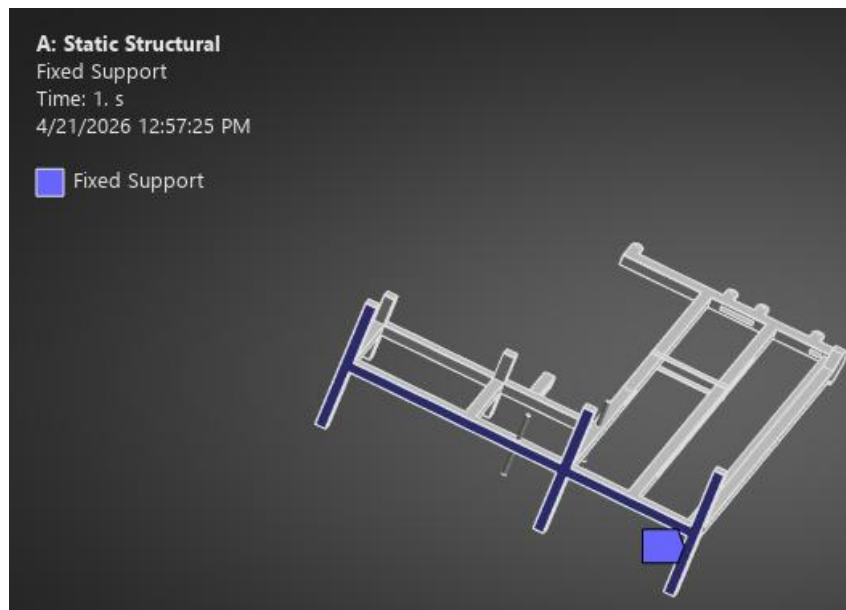 A: Static Structural
Fixed Support
Time: 1. s
4/21/2026 12:57:25 PM
Fixed Support